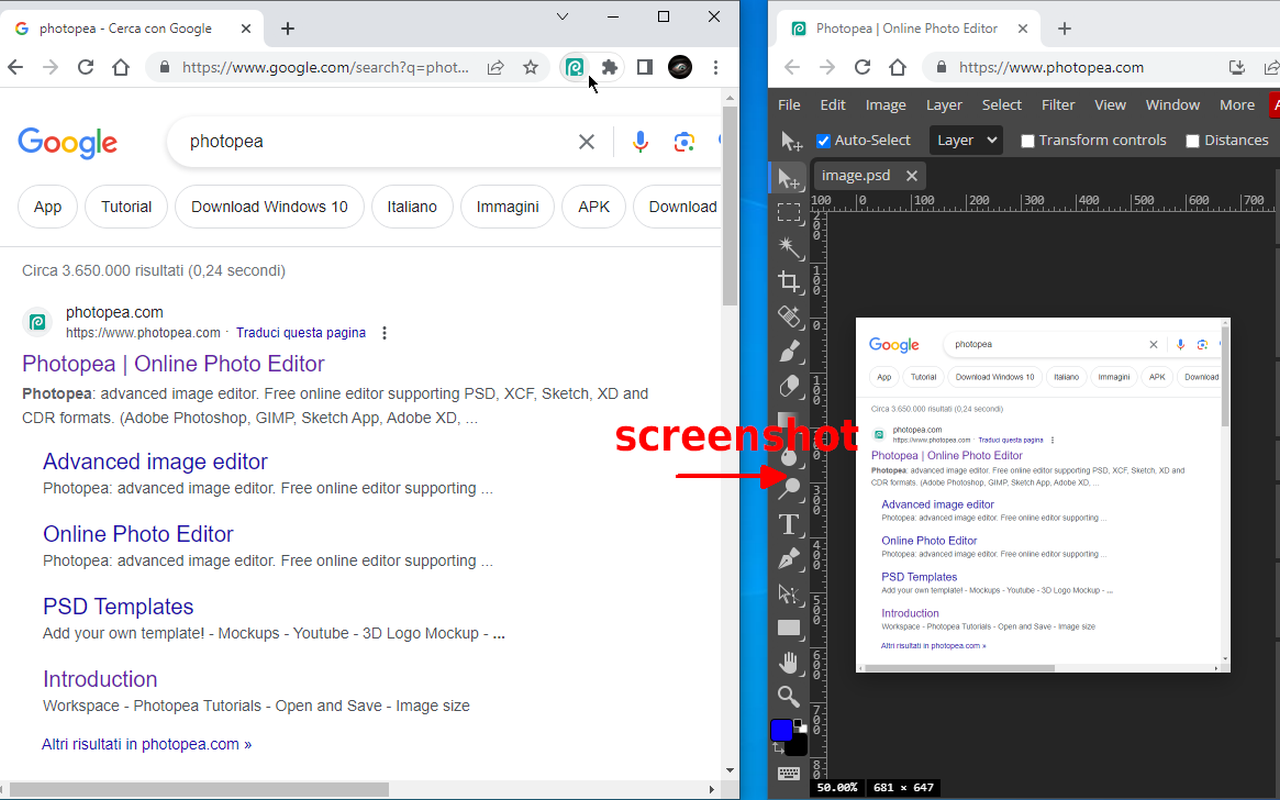 photopea - Cerca con Google
https://www.google.com/search?q=phot...
Google
photopea
App
Tutorial
Download Windows 10
Italiano
Immagini
APK
Download
Circa 3.650.000 risultati (0,24 secondi)
photopea.com
https://www.photopea.com · Traduci questa pagina
Photopea | Online Photo Editor
Photopea: advanced image editor. Free online editor supporting PSD, XCF, Sketch, XD and
CDR formats. (Adobe Photoshop, GIMP, Sketch App, Adobe XD, ...
Advanced image editor
Photopea: advanced image editor. Free online editor supporting ...
Online Photo Editor
Photopea: advanced image editor. Free online editor supporting ...
PSD Templates
Add your own template! - Mockups - Youtube - 3D Logo Mockup - ...
Introduction
Workspace - Photopea Tutorials - Open and Save - Image size
Altri risultati in photopea.com »
screenshot
Photopea | Online Photo Editor
https://www.photopea.com
File Edit Image Layer Select Filter View Window More A
Auto-Select Layer Transform controls Distances
image.psd
100 0 100 200 300 400 500 600 700
200
100
0
100
300
400
500
600
700
80
T
Google
photopea
App
Tutorial
Download Windows 10
Italiano
Immagini
APK
Download
Circa 3.650.000 risultati (0,24 secondi)
photopea.com
https://www.photopea.com · Traduci questa pagina
Photopea | Online Photo Editor
Photopea: advanced image editor. Free online editor supporting PSD, XCF, Sketch, XD and
CDR formats. (Adobe Photoshop, GIMP, Sketch App, Adobe XD, ...
Advanced image editor
Photopea: advanced image editor. Free online editor supporting ...
Online Photo Editor
Photopea: advanced image editor. Free online editor supporting ...
PSD Templates
Add your own template! - Mockups - Youtube - 3D Logo Mockup - ...
Introduction
Workspace - Photopea Tutorials - Open and Save - Image size
Altri risultati in photopea.com »
50.00% 681 × 647